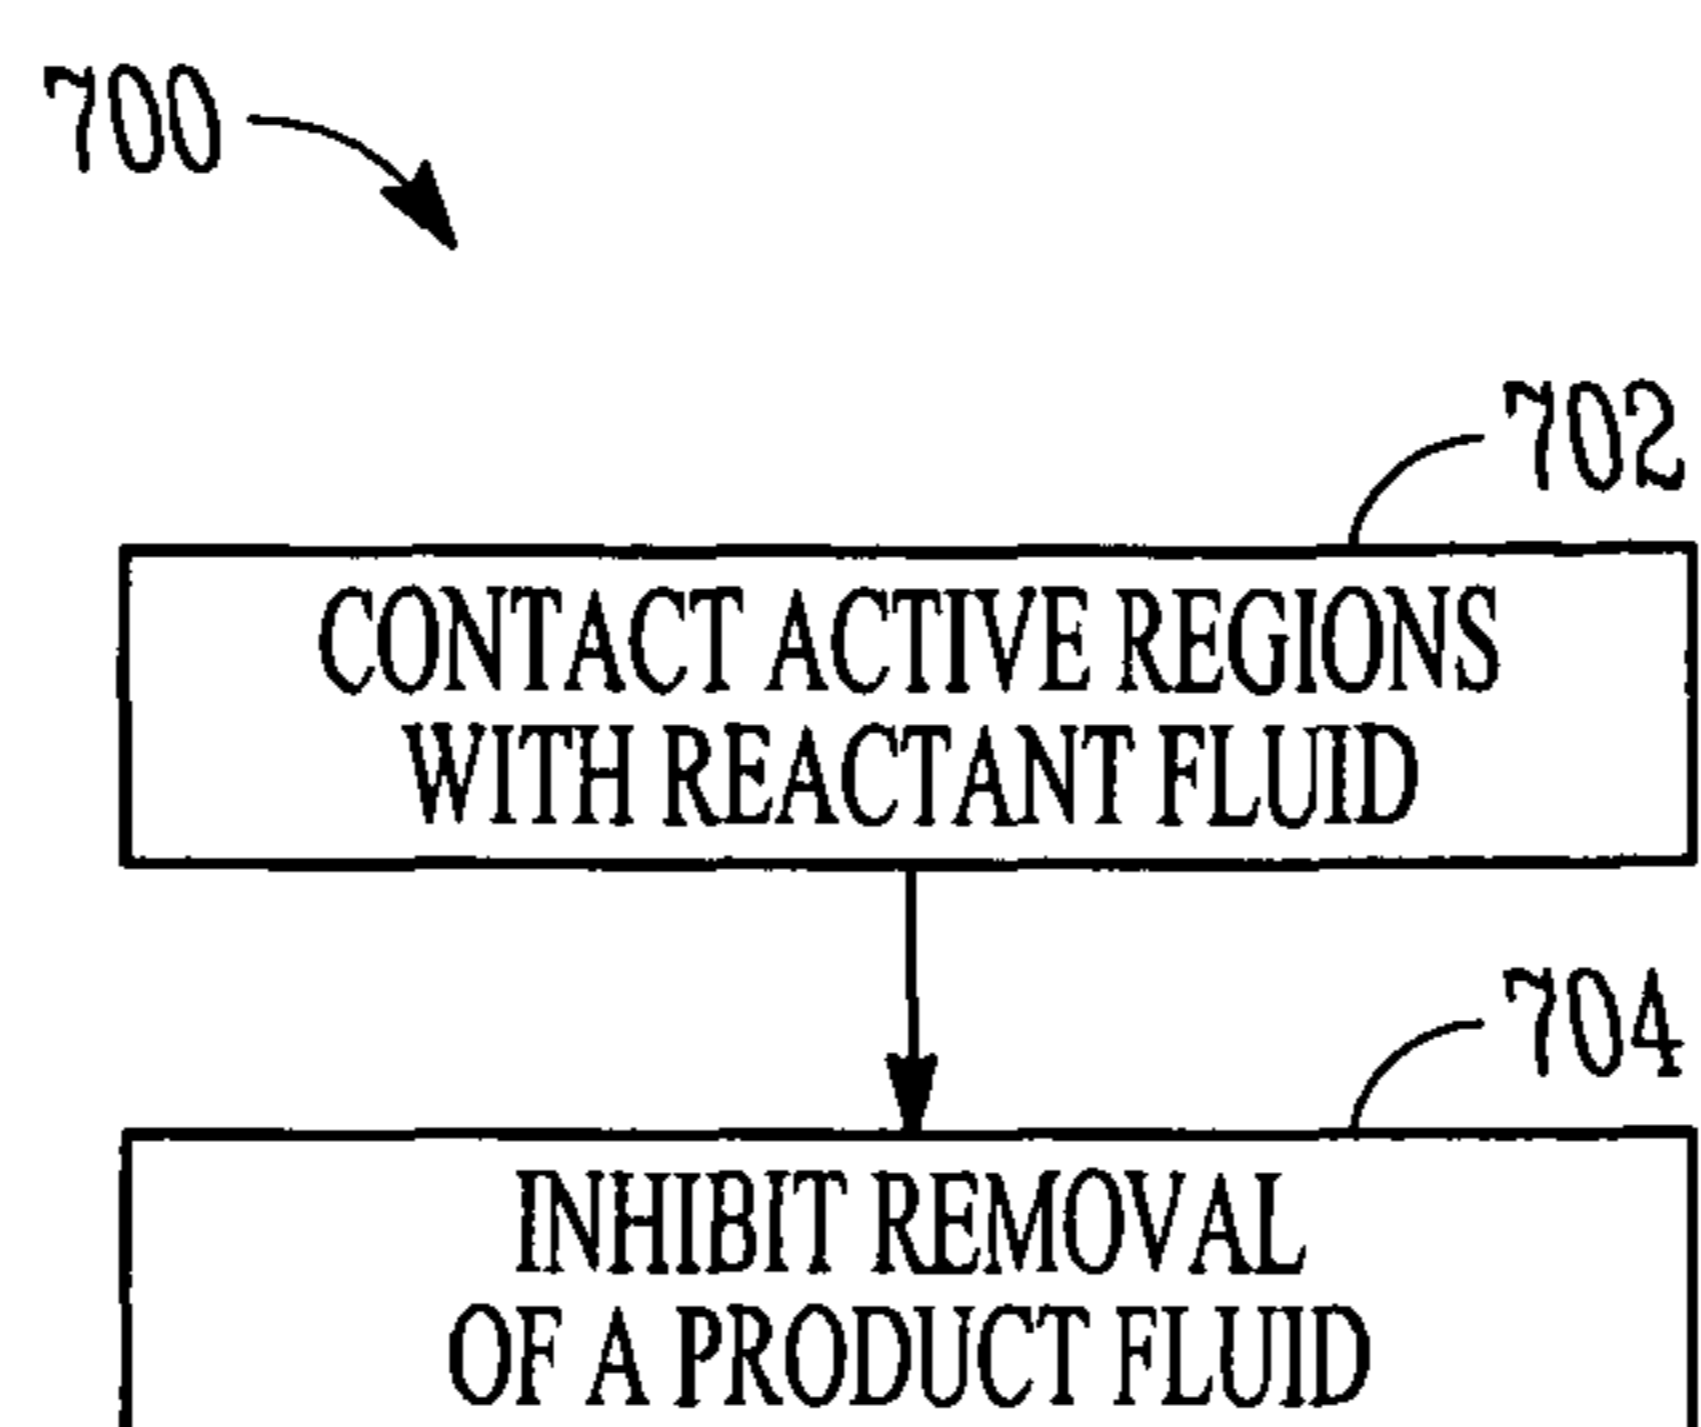 700
702
CONTACT ACTIVE REGIONS
WITH REACTANT FLUID
704
INHIBIT REMOVAL
OF A PRODUCT FLUID